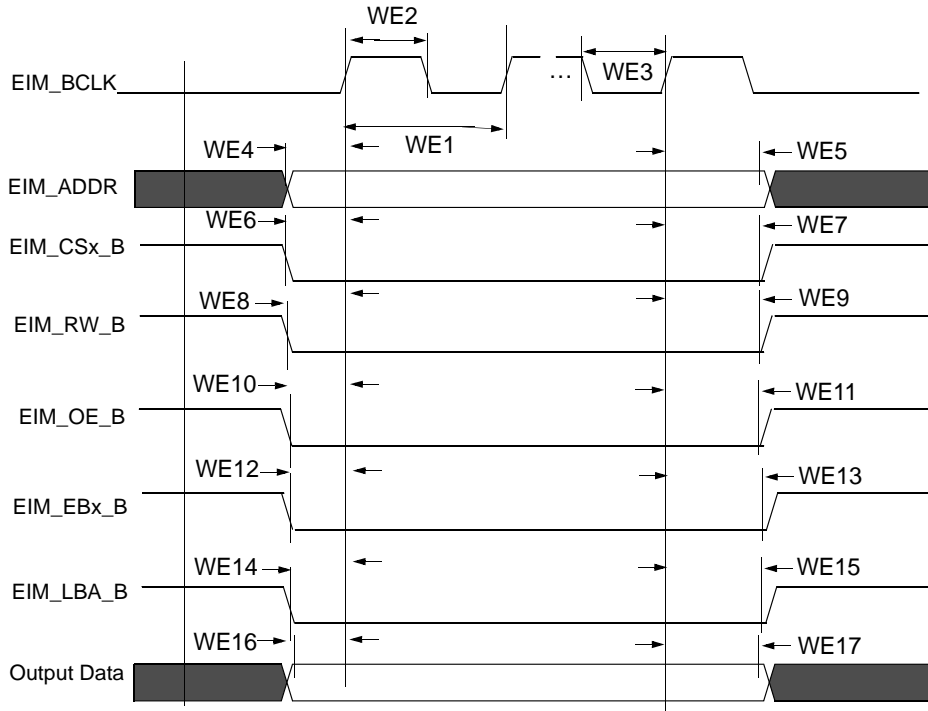 WE2
EIM_BCLK
...
WE3
WE1
WE4
WE5
EIM_ADDR
WE6
WE7
EIM_CSx_B
WE8
WE9
EIM_RW_B
WE10
WE11
EIM_OE_B
WE12
WE13
EIM_EBx_B
WE14
WE15
EIM_LBA_B
WE16
WE17
Output Data